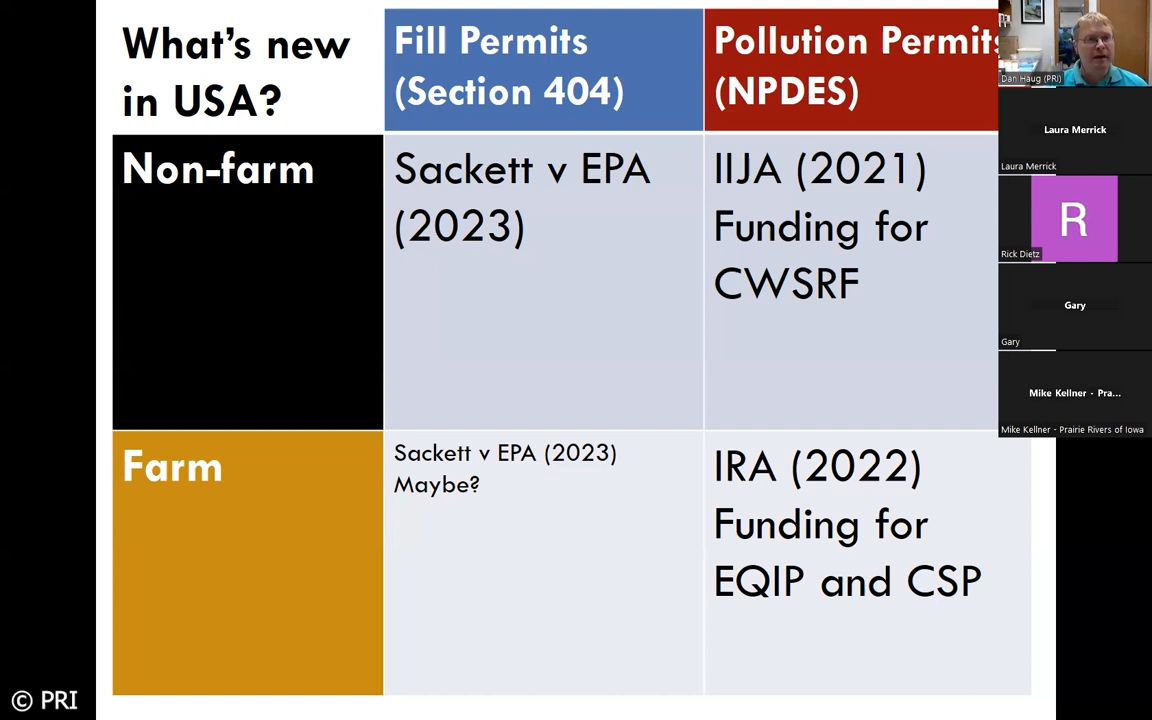 What's new
in USA?
Fill Permits
(Section 404)
Pollution Permits
(NPDES)
Non-farm
Sackett v EPA
(2023)
IIJA (2021)
Funding for
CWSRF
Farm
Sackett v EPA (2023)
Maybe?
IRA (2022)
Funding for
EQIP and CSP
Dan Haug (PRI)
Laura Merrick
Laura Merrick
R
Rick Dietz
Gary
Gary
Mike Kellner - Pra...
Mike Kellner - Prairie Rivers of Iowa
© PRI